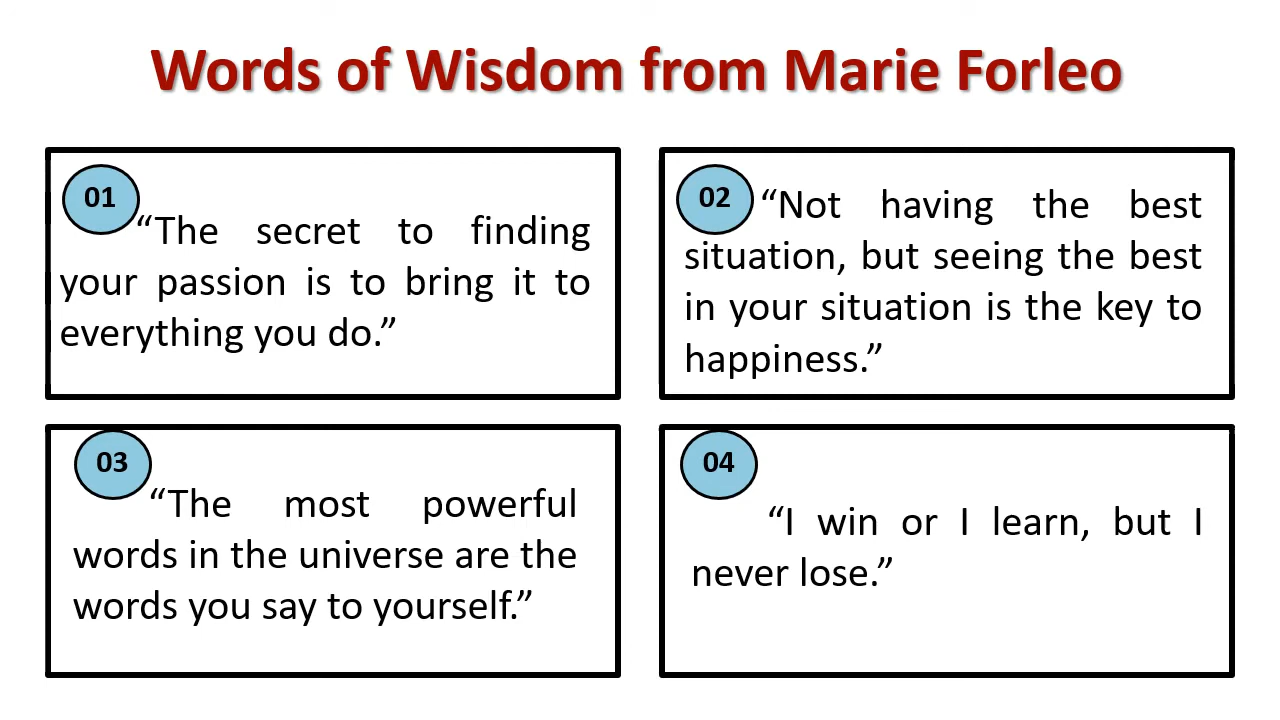 Words of Wisdom from Marie Forleo
01
“The secret to finding
your passion is to bring it to
everything you do.”
02
“Not having the best
situation, but seeing the best
in your situation is the key to
happiness.”
03
“The most powerful
words in the universe are the
words you say to yourself.”
04
“I win or I learn, but I
never lose.”